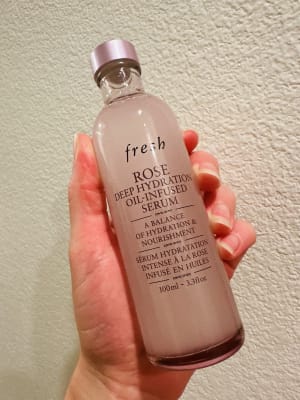 fresh
ROSE
DEEP HYDRATION
OIL-INFUSED
SERUM
A BALANCE
OF HYDRATION &
NOURISHMENT
SÉRUM HYDRATATION
INTENSE À LA ROSE
INFUSÉ EN HUILES
100ml - 3.3fl oz